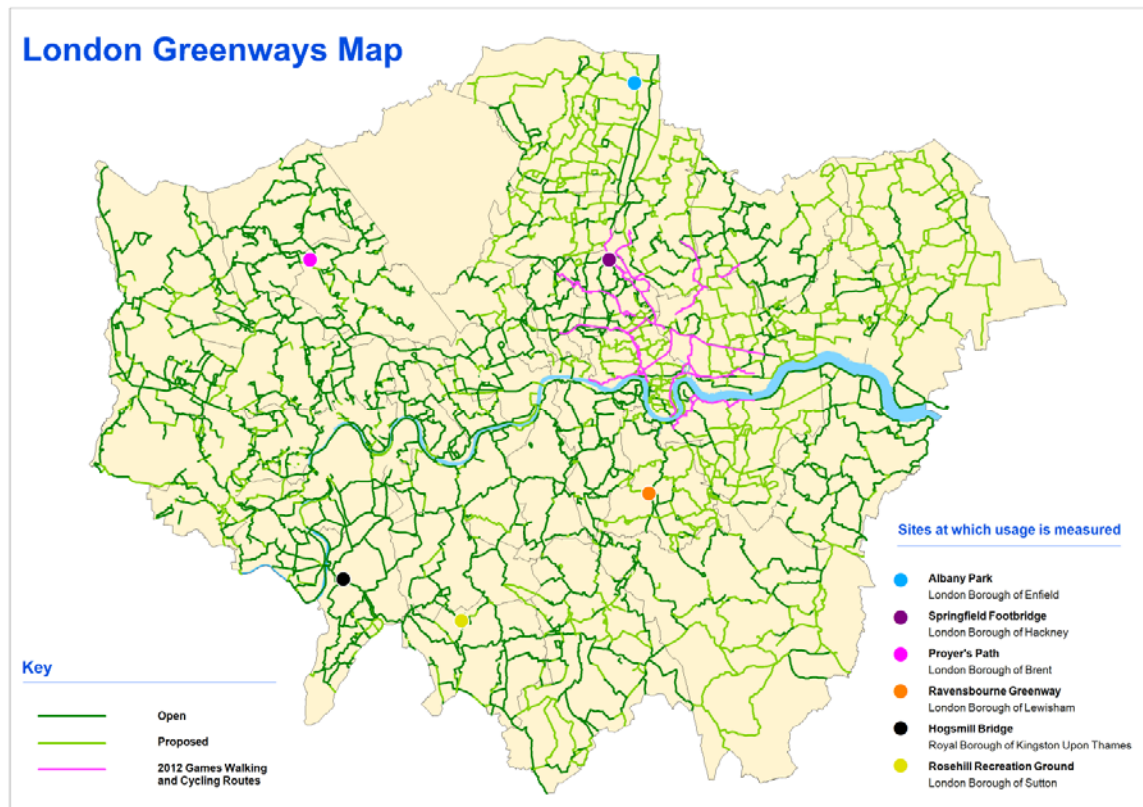 London Greenways Map
Sites at which usage is measured
Albany Park
London Borough of Enfield
Springfield Footbridge
London Borough of Hackney
Proyer's Path
London Borough of Brent
Ravensbourne Greenway
London Borough of Lewisham
Hogsmill Bridge
Royal Borough of Kingston Upon Thames
Rosehill Recreation Ground
London Borough of Sutton
Key
Open
Proposed
2012 Games Walking
and Cycling Routes